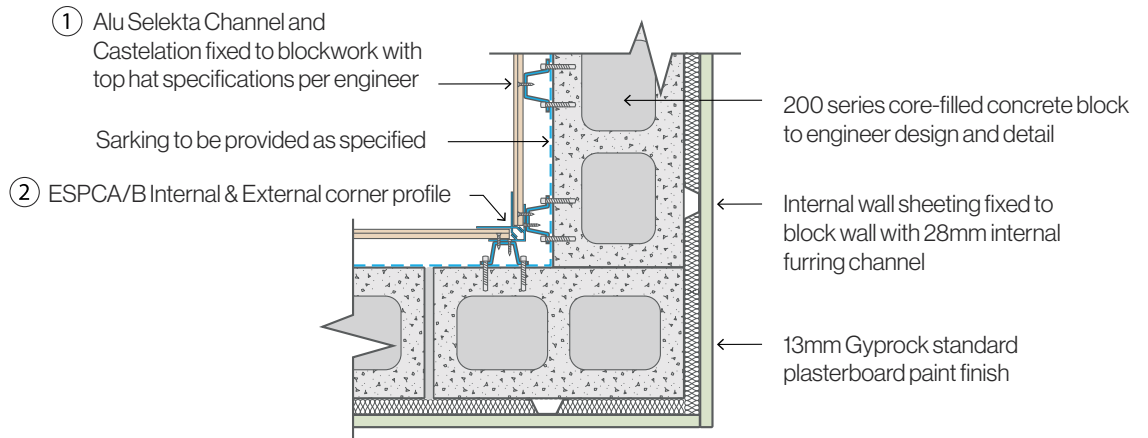 1 Alu Selekta Channel and
Castelation fixed to blockwork with
top hat specifications per engineer
Sarking to be provided as specified
2 ESPCA/B Internal & External corner profile
200 series core-filled concrete block
to engineer design and detail
Internal wall sheeting fixed to
block wall with 28mm internal
furring channel
13mm Gyprock standard
plasterboard paint finish